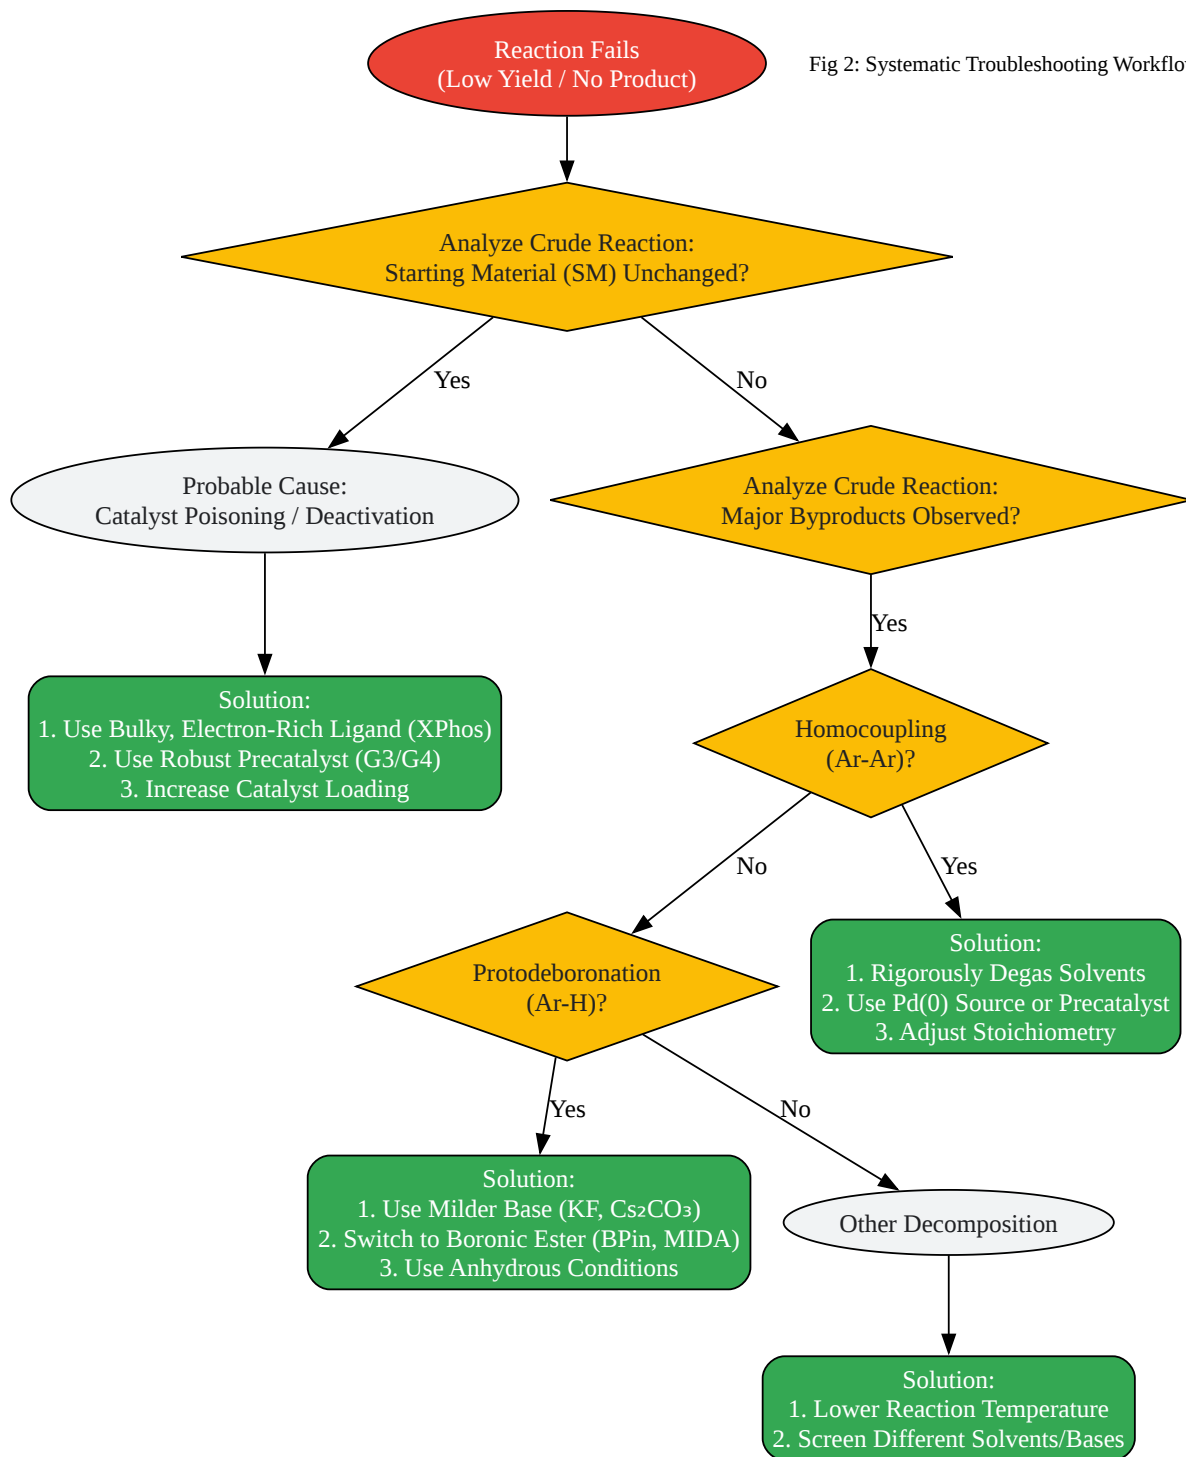 Reaction Fails
(Low Yield / No Product)
Fig 2: Systematic Troubleshooting Workflo
Analyze Crude Reaction:
Starting Material (SM) Unchanged?
Yes
No
Probable Cause:
Catalyst Poisoning / Deactivation
Analyze Crude Reaction:
Major Byproducts Observed?
Yes
Solution:
1. Use Bulky, Electron-Rich Ligand (XPhos)
2. Use Robust Precatalyst (G3/G4)
3. Increase Catalyst Loading
Homocoupling
(Ar-Ar)?
No
Yes
Protodeboronation
(Ar-H)?
Solution:
1. Rigorously Degas Solvents
2. Use Pd(0) Source or Precatalyst
3. Adjust Stoichiometry
Yes
No
Solution:
1. Use Milder Base (KF, Cs₂CO₃)
2. Switch to Boronic Ester (BPin, MIDA)
3. Use Anhydrous Conditions
Other Decomposition
Solution:
1. Lower Reaction Temperature
2. Screen Different Solvents/Bases